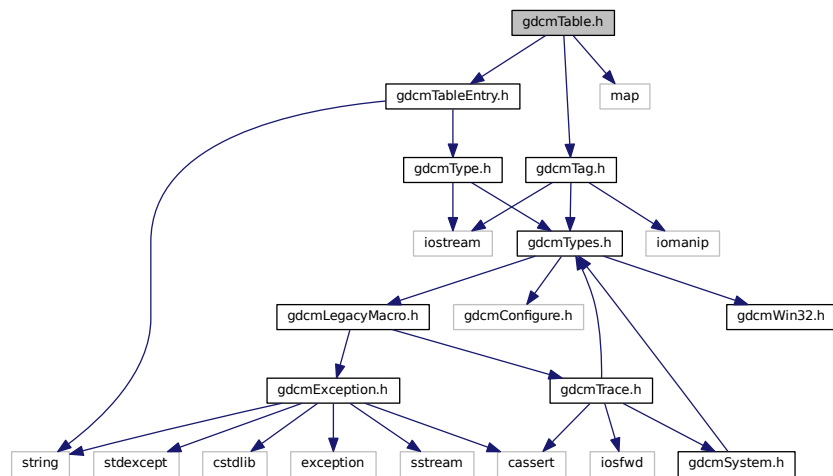 gdcmTable.h
gdcmTableEntry.h
map
gdcmType.h
gdcmTag.h
iostream
gdcmTypes.h
iomanip
gdcmLegacyMacro.h
gdcmConfigure.h
gdcmWin32.h
gdcmException.h
gdcmTrace.h
string
stdexcept
cstdlib
exception
sstream
cassert
iosfwd
gdcmSystem.h